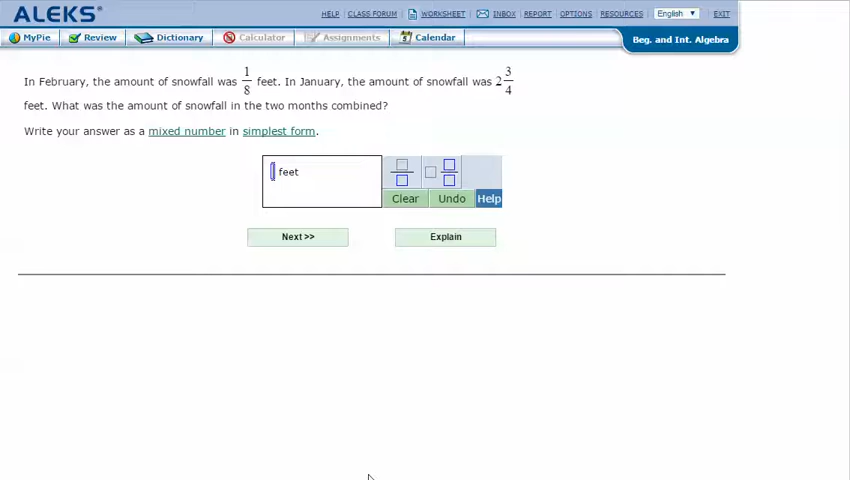 ALEKS®
HELP CLASS FORUM WORKSHEET INBOX REPORT OPTIONS RESOURCES English ▼ EXIT
MyPie Review Dictionary Calculator Assignments 5 Calendar Beg. and Int. Algebra
In February, the amount of snowfall was 1/8 feet. In January, the amount of snowfall was 2 3/4
feet. What was the amount of snowfall in the two months combined?
Write your answer as a mixed number in simplest form.
feet
Clear Undo Help
Next >> Explain